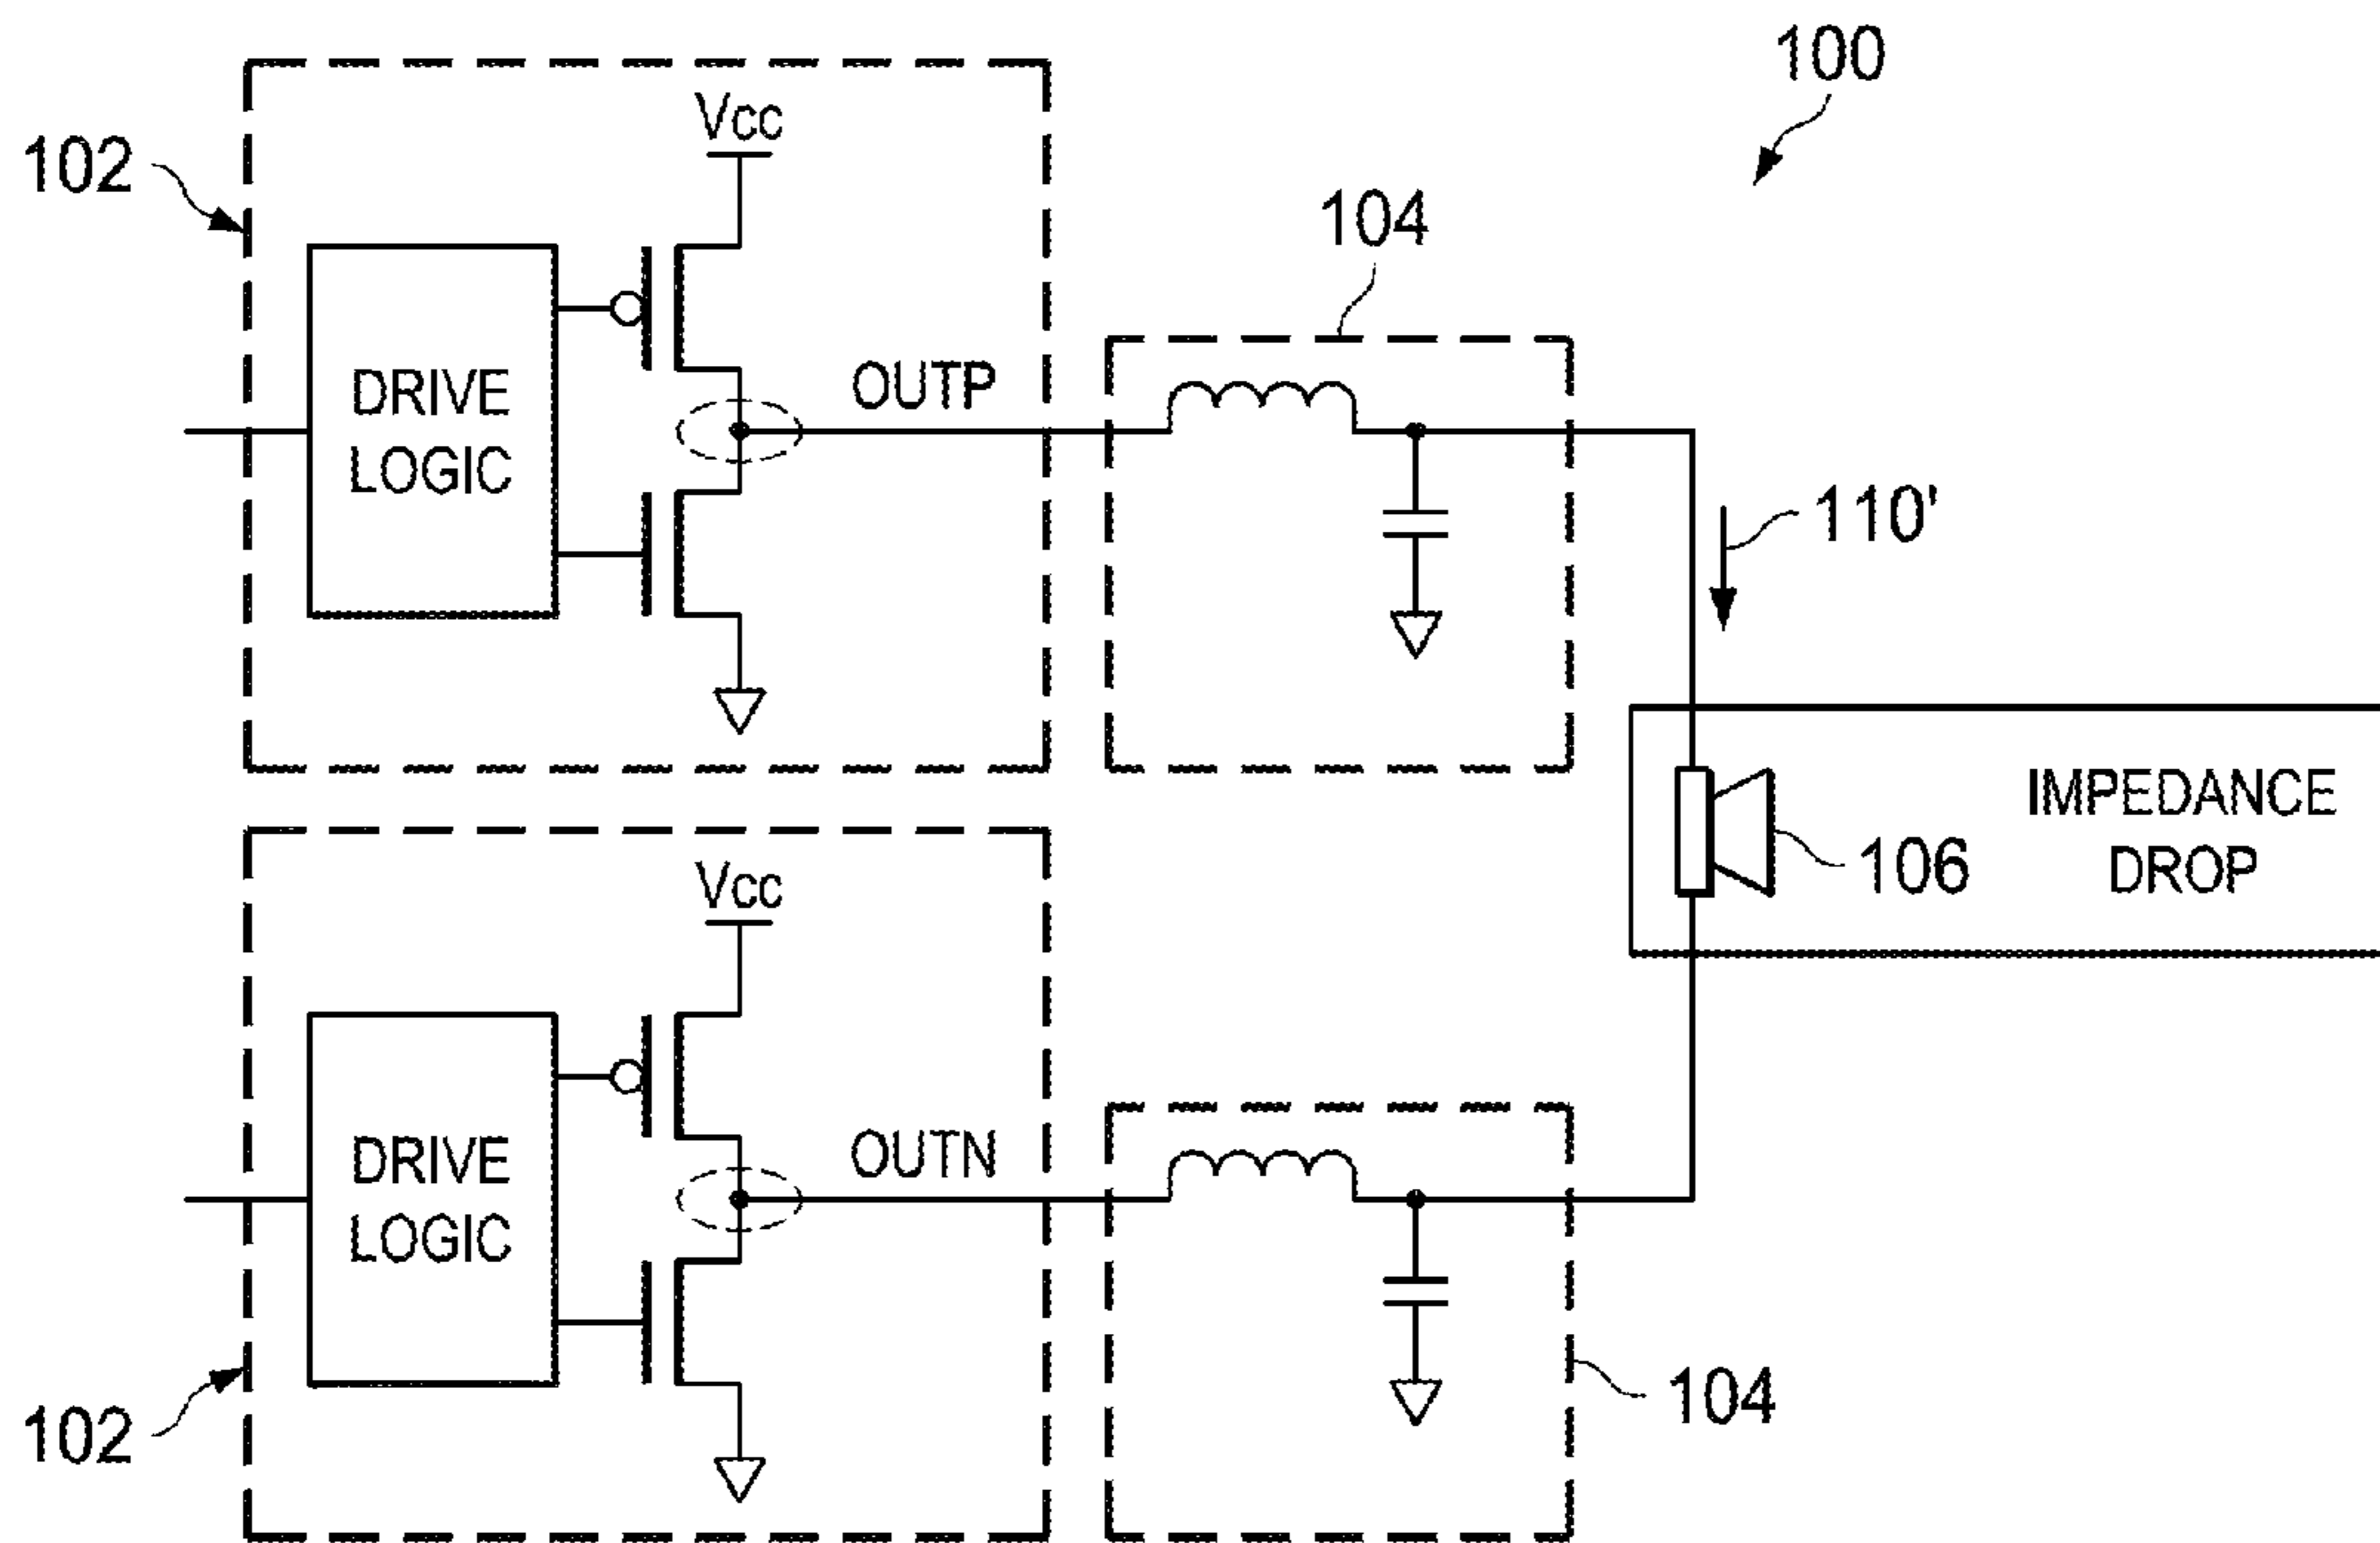 100
Vcc
102
104
DRIVE
LOGIC
OUTP
110'
IMPEDANCE
DROP
106
Vcc
DRIVE
LOGIC
OUTN
102
104